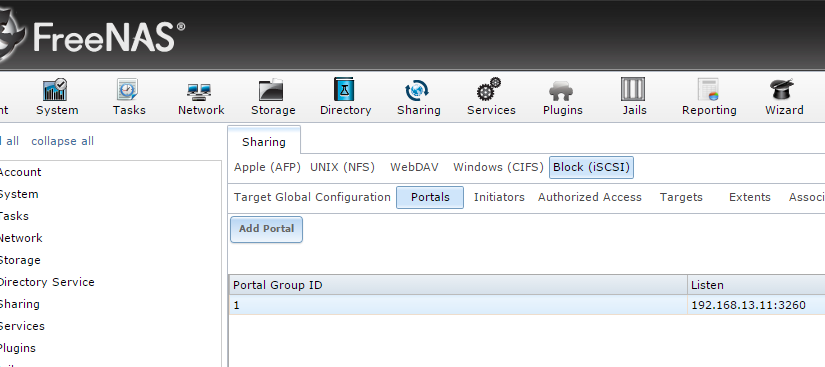 FreeNAS®
nt System Tasks Network Storage Directory Sharing Services Plugins Jails Reporting Wizard
l all collapse all
Sharing
Apple (AFP) UNIX (NFS) WebDAV Windows (CIFS) Block (iSCSI)
Target Global Configuration Portals Initiators Authorized Access Targets Extents Associ
Add Portal
Account
System
Tasks
Network
Storage
Directory Service
Sharing
Services
Plugins
Portal Group ID Listen
1 192.168.13.11:3260